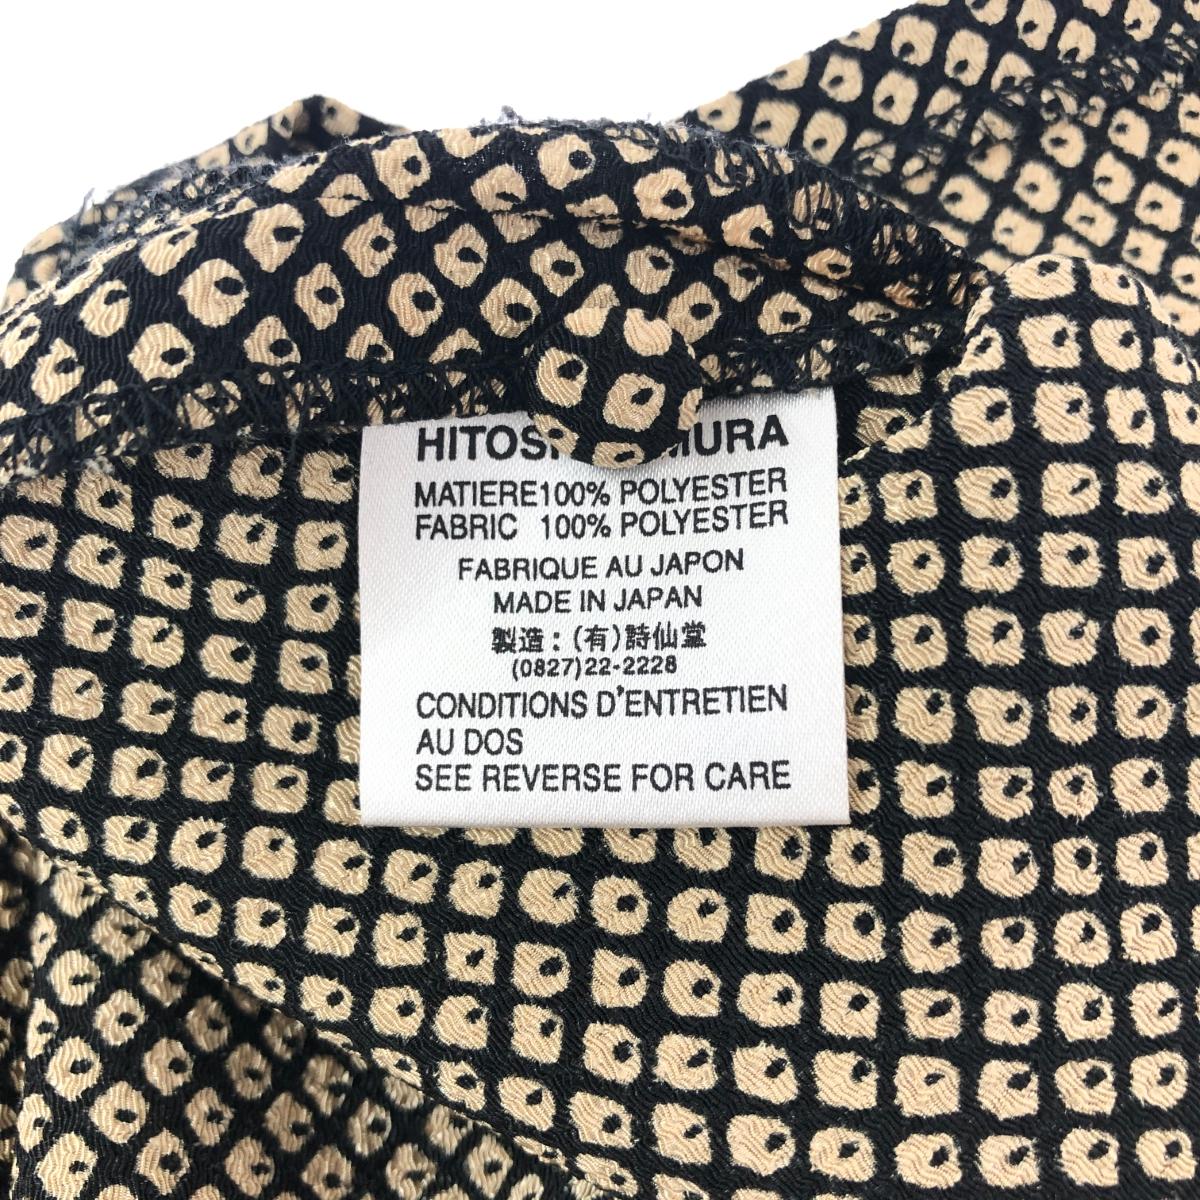 MATIERE100% POLYESTER
FABRIC 100% POLYESTER
FABRIQUE AU JAPON
MADE IN JAPAN
製造：(有)詩仙堂
(0827)22-2228
CONDITIONS D'ENTRETIEN
AU DOS
SEE REVERSE FOR CARE